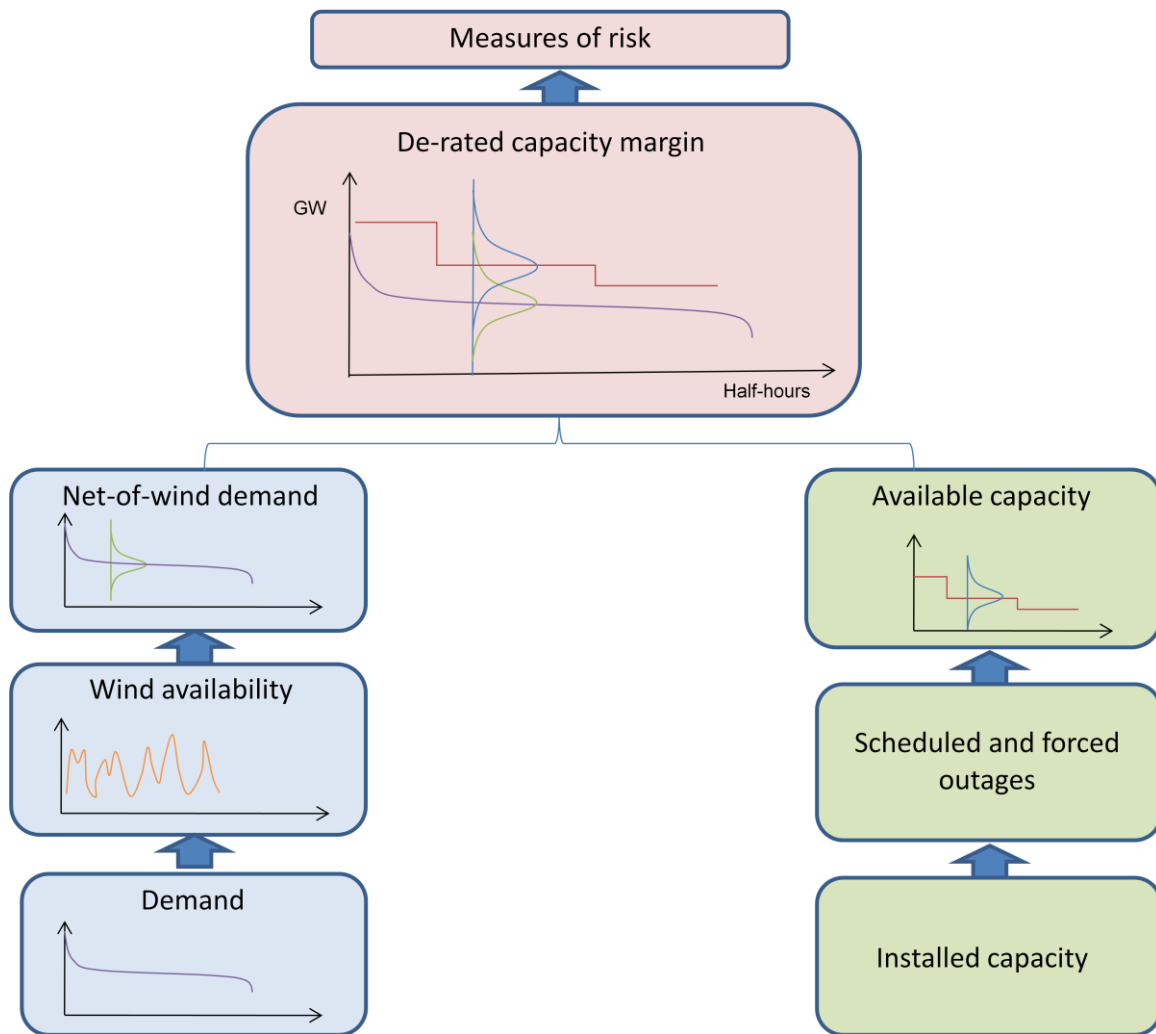 Measures of risk
De-rated capacity margin
GW
Half-hours
Net-of-wind demand
Available capacity
Wind availability
Scheduled and forced
outages
Demand
Installed capacity